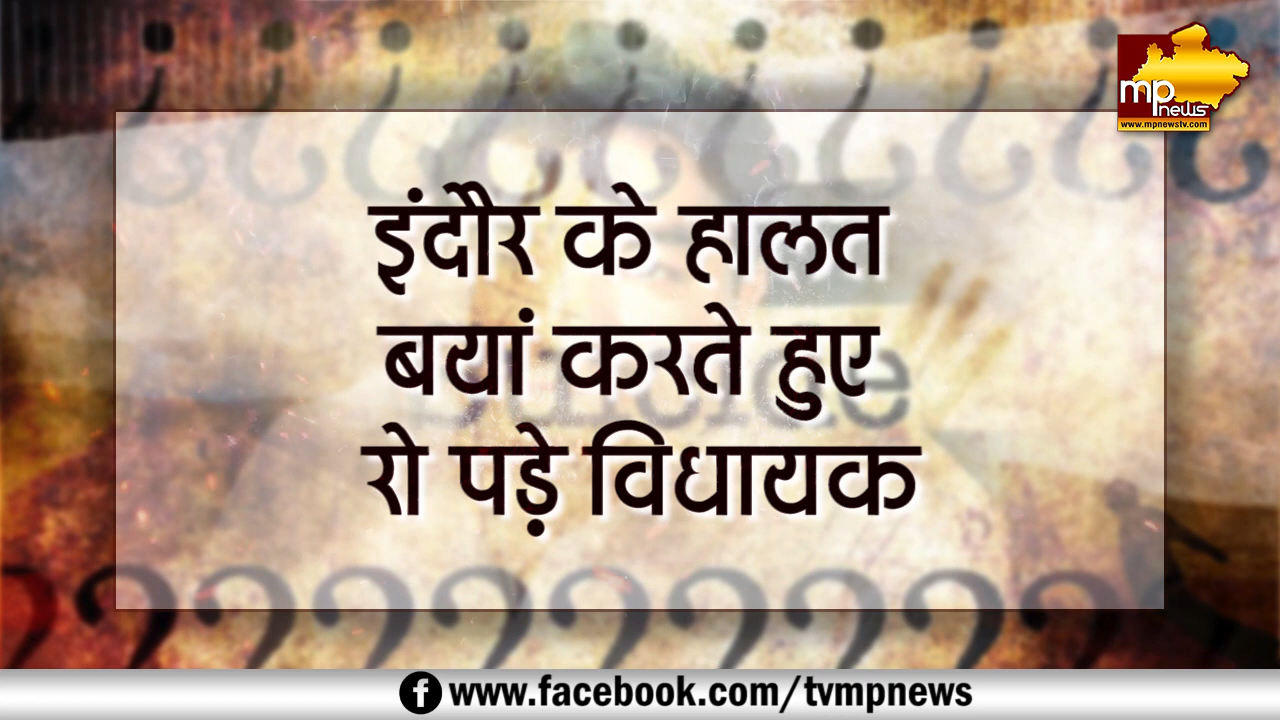 mp news
www.mpnewstv.com
इंदौर के हालत
बयां करते हुए
रो पड़े विधायक
www.facebook.com/tvmpnews